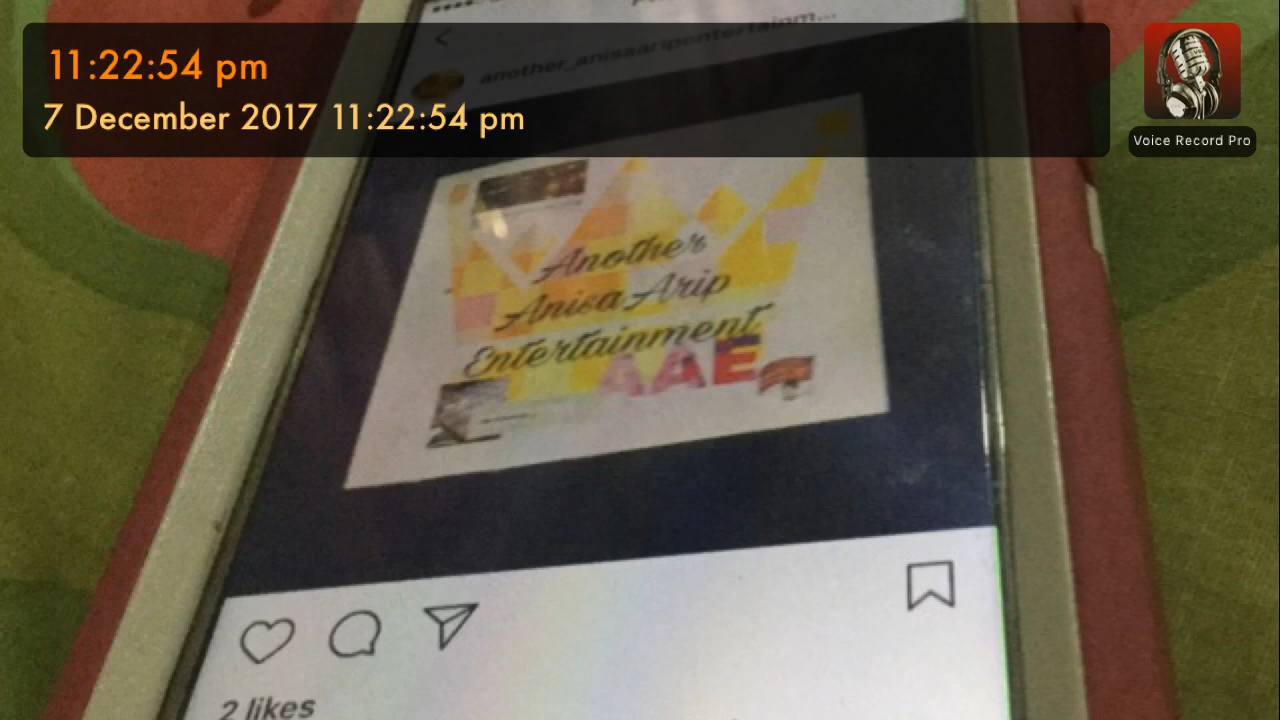 11:22:54 pm
7 December 2017 11:22:54 pm
Voice Record Pro
another_anisaaripentertainm...
Another
Anisa Arip
Entertainment
AAE
2 likes